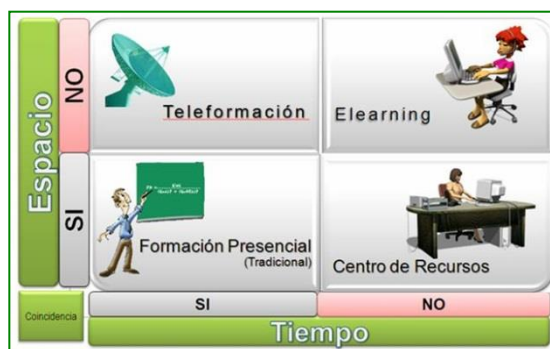 Espacio
NO
SI
Teleformación
Elearning
Formación Presencial
(Tradicional)
Centro de Recursos
Coincidencia
SI
NO
Tiempo